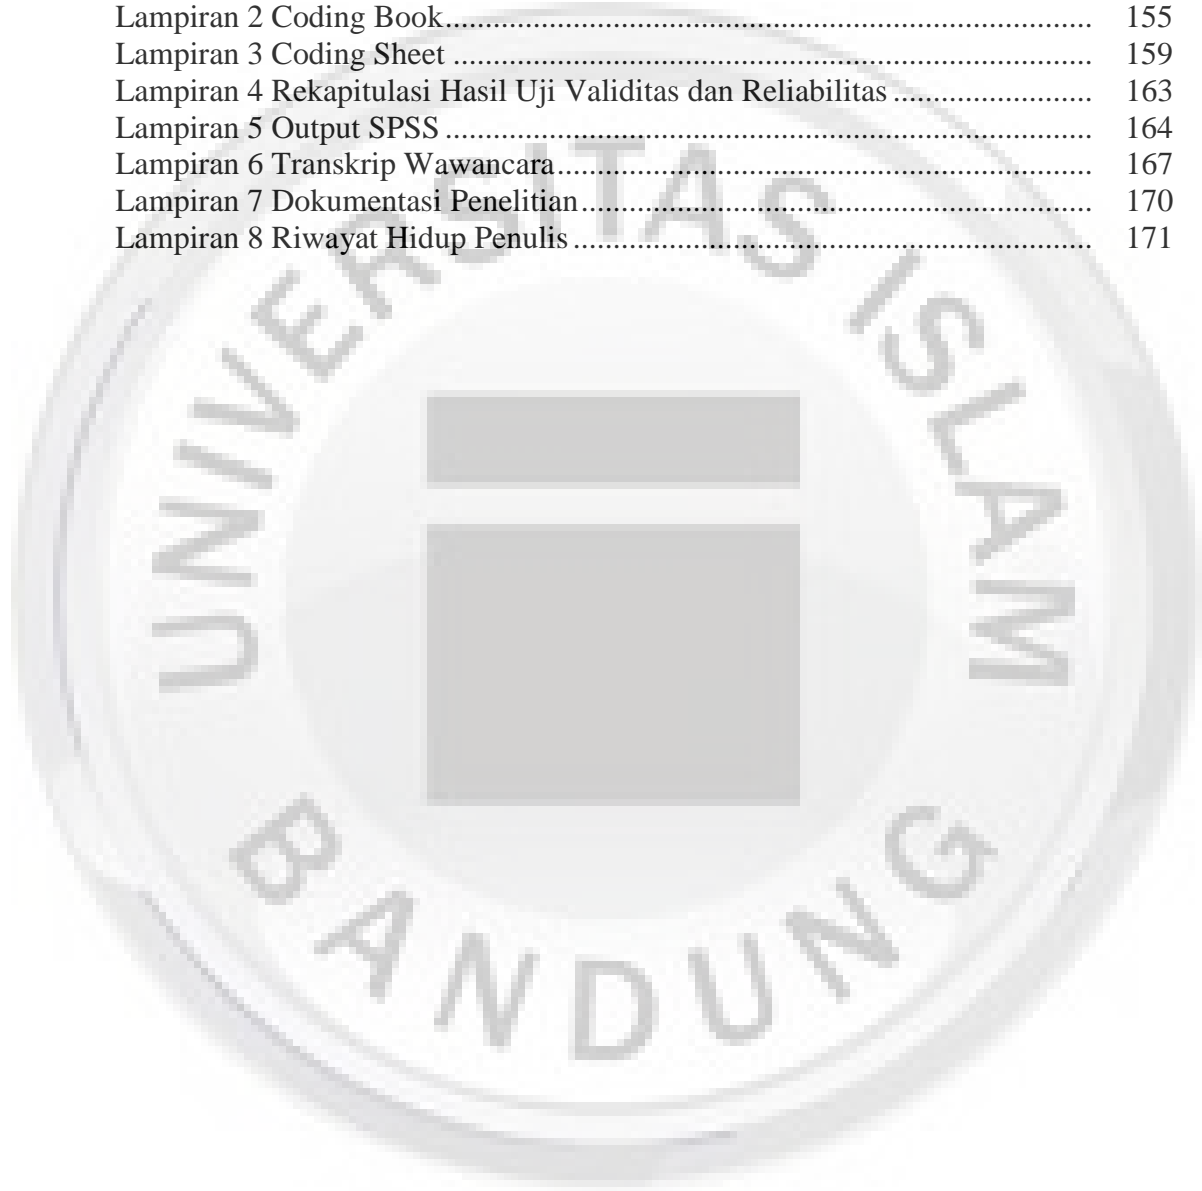 Lampiran 2 Coding Book................................................................................ 155
Lampiran 3 Coding Sheet ............................................................................... 159
Lampiran 4 Rekapitulasi Hasil Uji Validitas dan Reliabilitas ......................... 163
Lampiran 5 Output SPSS ................................................................................ 164
Lampiran 6 Transkrip Wawancara.................................................................. 167
Lampiran 7 Dokumentasi Penelitian............................................................... 170
Lampiran 8 Riwayat Hidup Penulis ................................................................ 171
UNIVERSITAS ISLAM
BANDUNG